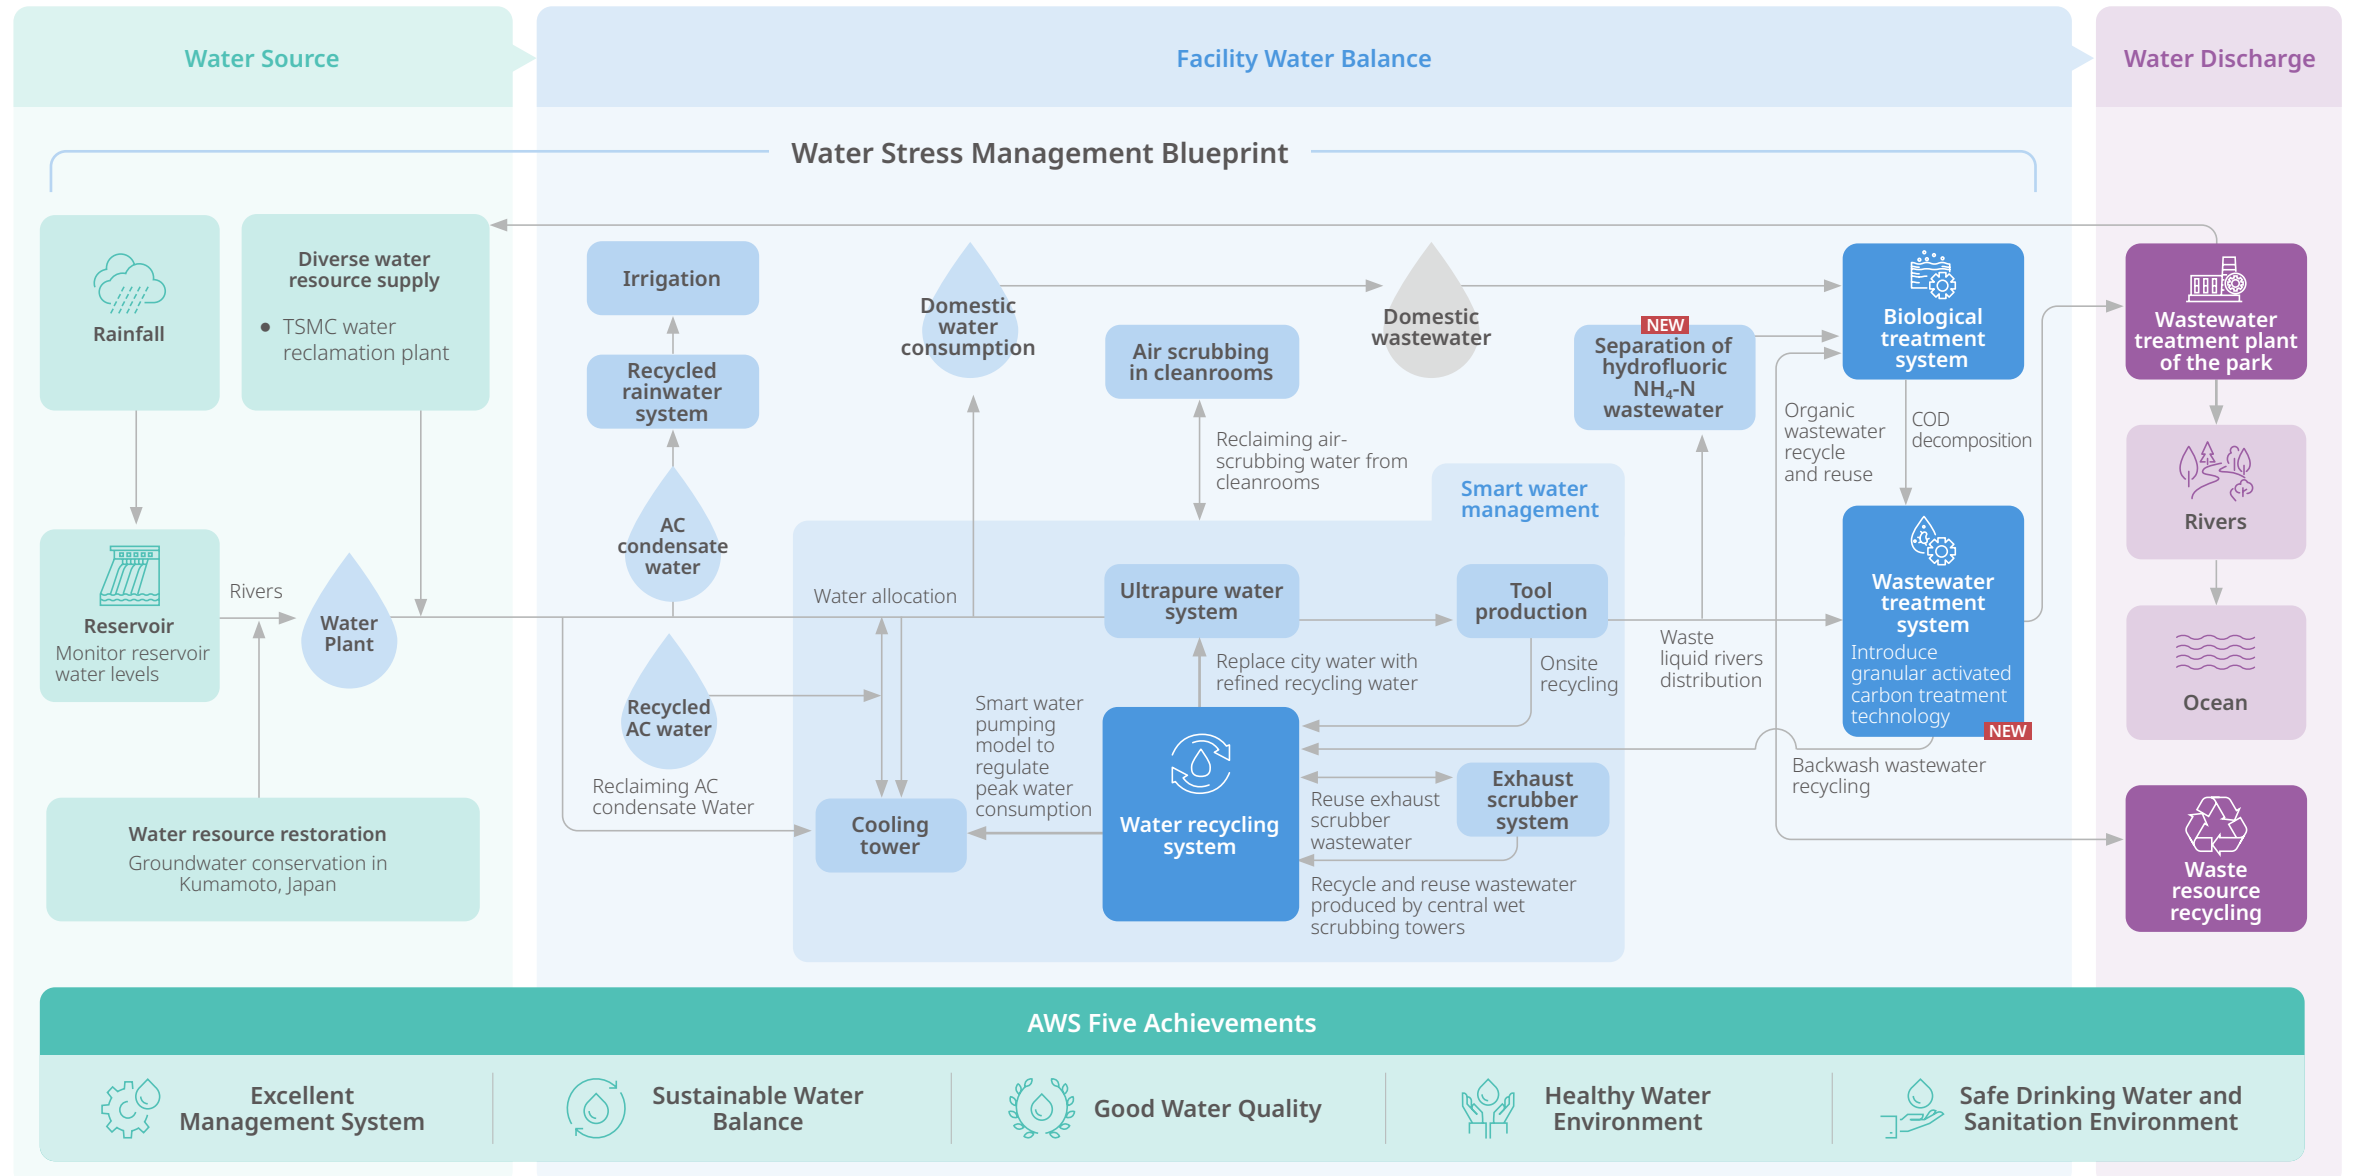 Water Source
Facility Water Balance
Water Discharge
Water Stress Management Blueprint
Rainfall
Diverse water
resource supply
● TSMC water
reclamation plant
Reservoir
Monitor reservoir
water levels
Rivers
Water
Plant
Water resource restoration
Groundwater conservation in
Kumamoto, Japan
Irrigation
Recycled
rainwater
system
AC
condensate
water
Recycled
AC water
Reclaiming AC
condensate Water
Water allocation
Cooling
tower
Domestic
water
consumption
Domestic
wastewater
Air scrubbing
in cleanrooms
Reclaiming air-
scrubbing water from
cleanrooms
Smart water
management
Ultrapure water
system
Tool
production
Replace city water with
refined recycling water
Onsite
recycling
Smart water
pumping
model to
regulate
peak water
consumption
Water recycling
system
Exhaust
scrubber
system
Reuse exhaust
scrubber
wastewater
Recycle and reuse wastewater
produced by central wet
scrubbing towers
NEW
Separation of
hydrofluoric
NH₄-N
wastewater
Waste
liquid rivers
distribution
Biological
treatment
system
Organic
wastewater
recycle
and reuse
COD
decomposition
Wastewater
treatment
system
Introduce
granular activated
carbon treatment
technology
NEW
Backwash wastewater
recycling
Wastewater
treatment plant
of the park
Rivers
Ocean
Waste
resource
recycling
AWS Five Achievements
Excellent
Management System
Sustainable Water
Balance
Good Water Quality
Healthy Water
Environment
Safe Drinking Water and
Sanitation Environment